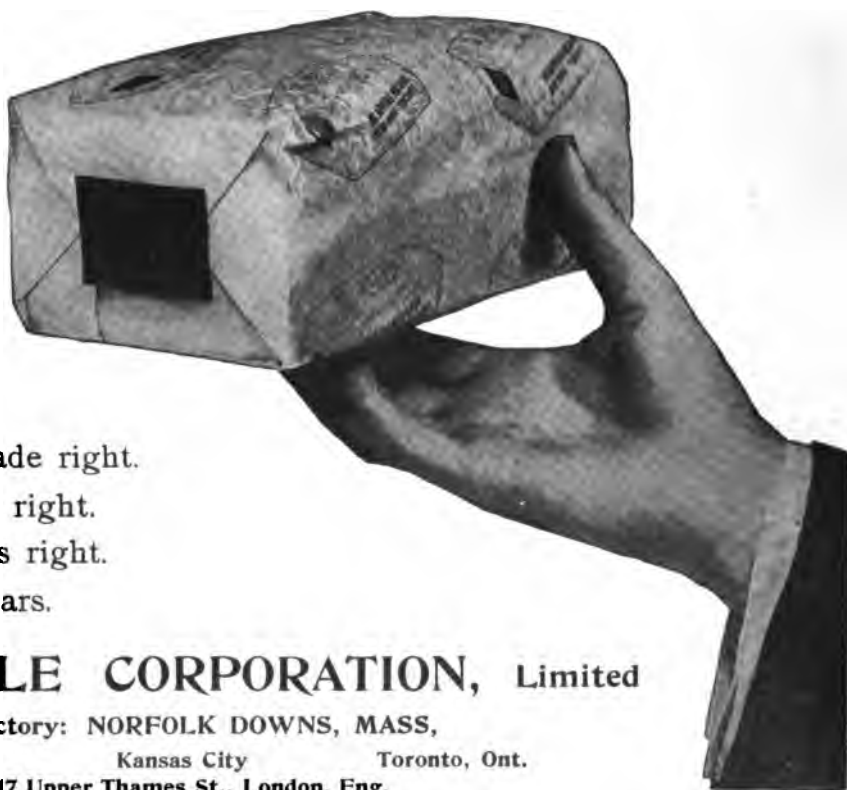 ade right.
right.
s right.
ars.
LE CORPORATION, Limited
ctory: NORFOLK DOWNS, MASS,
Kansas City Toronto, Ont.
47 Upper Thames St., London, Eng.